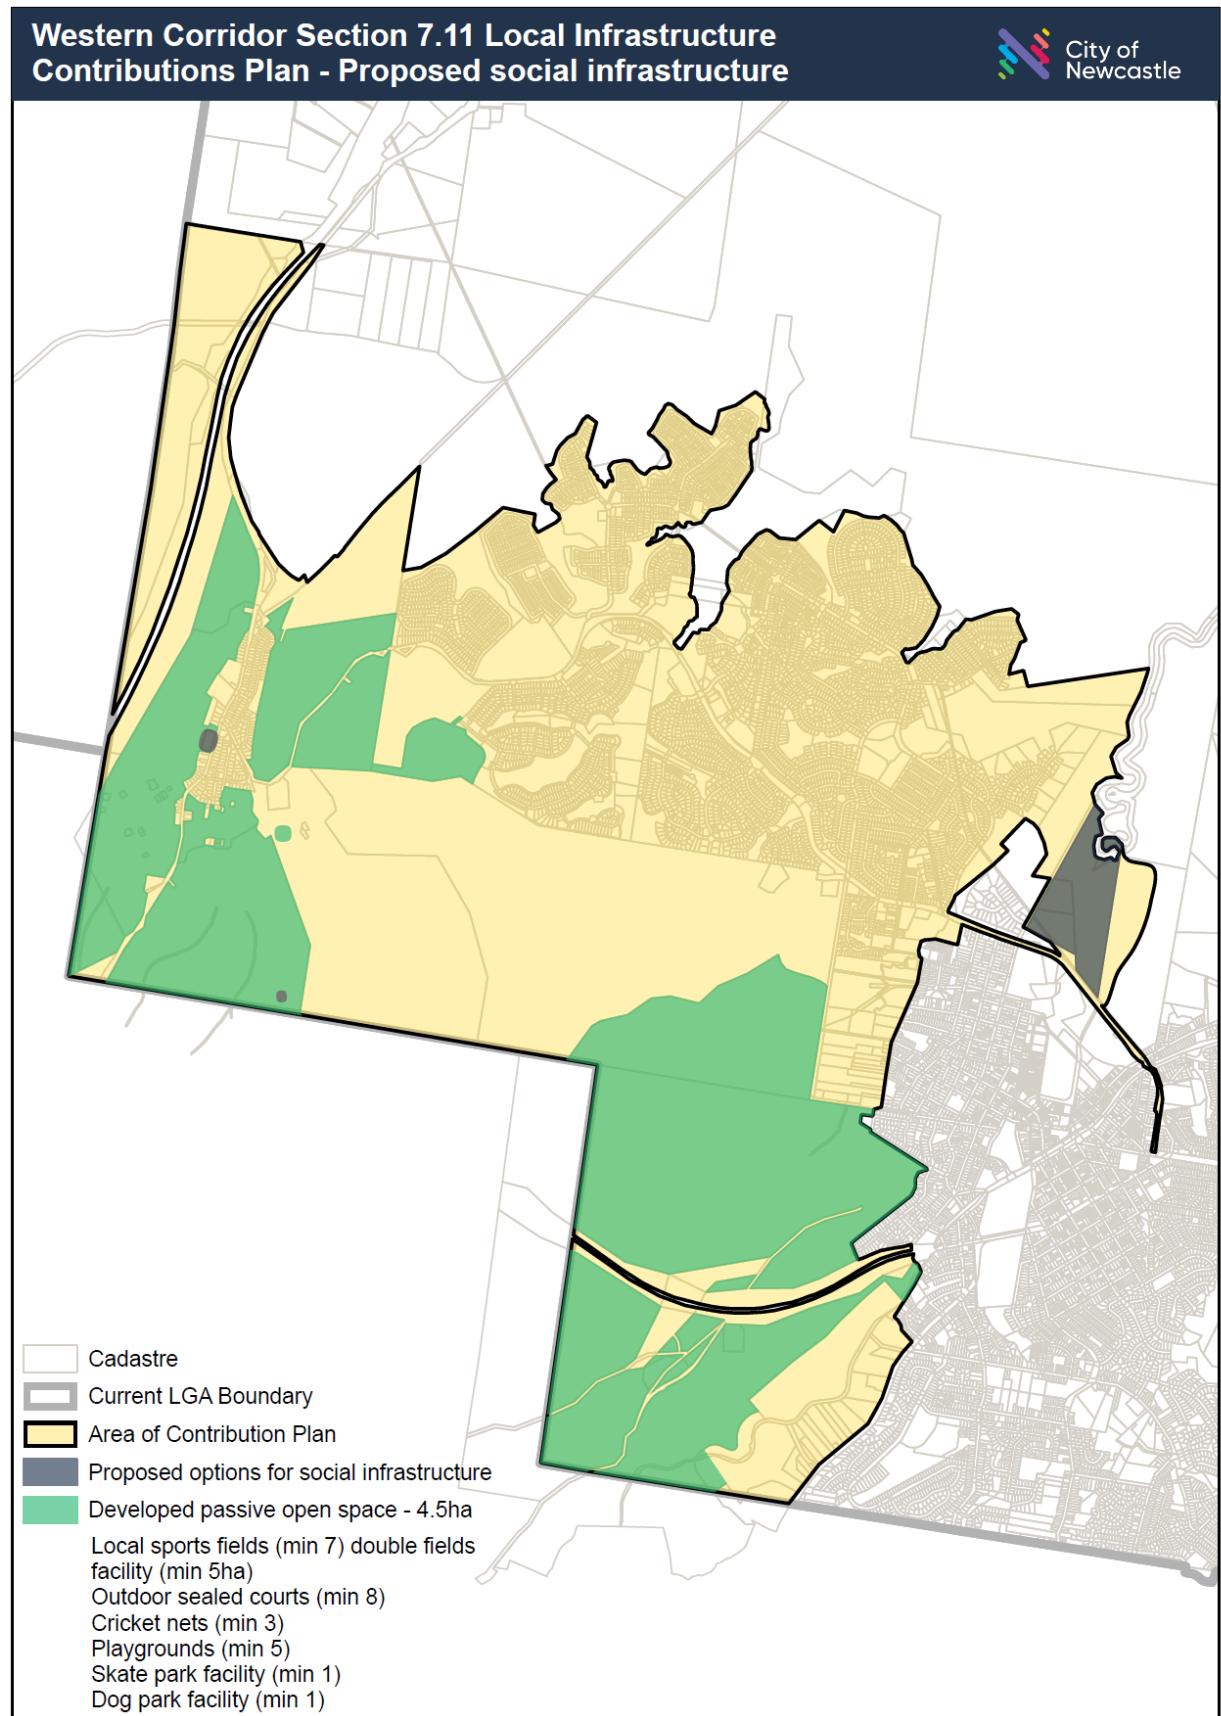 Western Corridor Section 7.11 Local Infrastructure
Contributions Plan - Proposed social infrastructure
City of
Newcastle
Cadastre
Current LGA Boundary
Area of Contribution Plan
Proposed options for social infrastructure
Developed passive open space - 4.5ha
Local sports fields (min 7) double fields
facility (min 5ha)
Outdoor sealed courts (min 8)
Cricket nets (min 3)
Playgrounds (min 5)
Skate park facility (min 1)
Dog park facility (min 1)